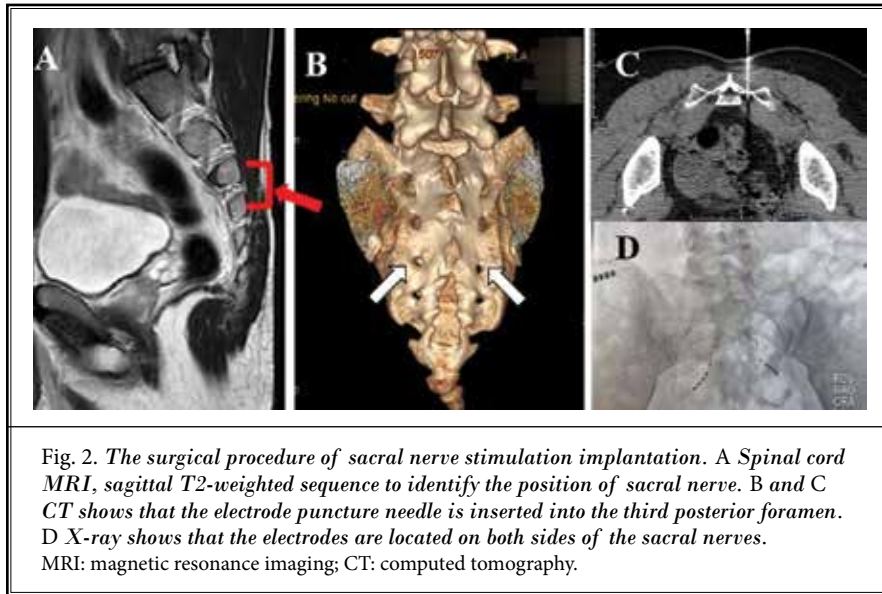 A
B
C
D
ering No cut
Fig. 2. The surgical procedure of sacral nerve stimulation implantation. A Spinal cord
MRI, sagittal T2-weighted sequence to identify the position of sacral nerve. B and C
CT shows that the electrode puncture needle is inserted into the third posterior foramen.
D X-ray shows that the electrodes are located on both sides of the sacral nerves.
MRI: magnetic resonance imaging; CT: computed tomography.